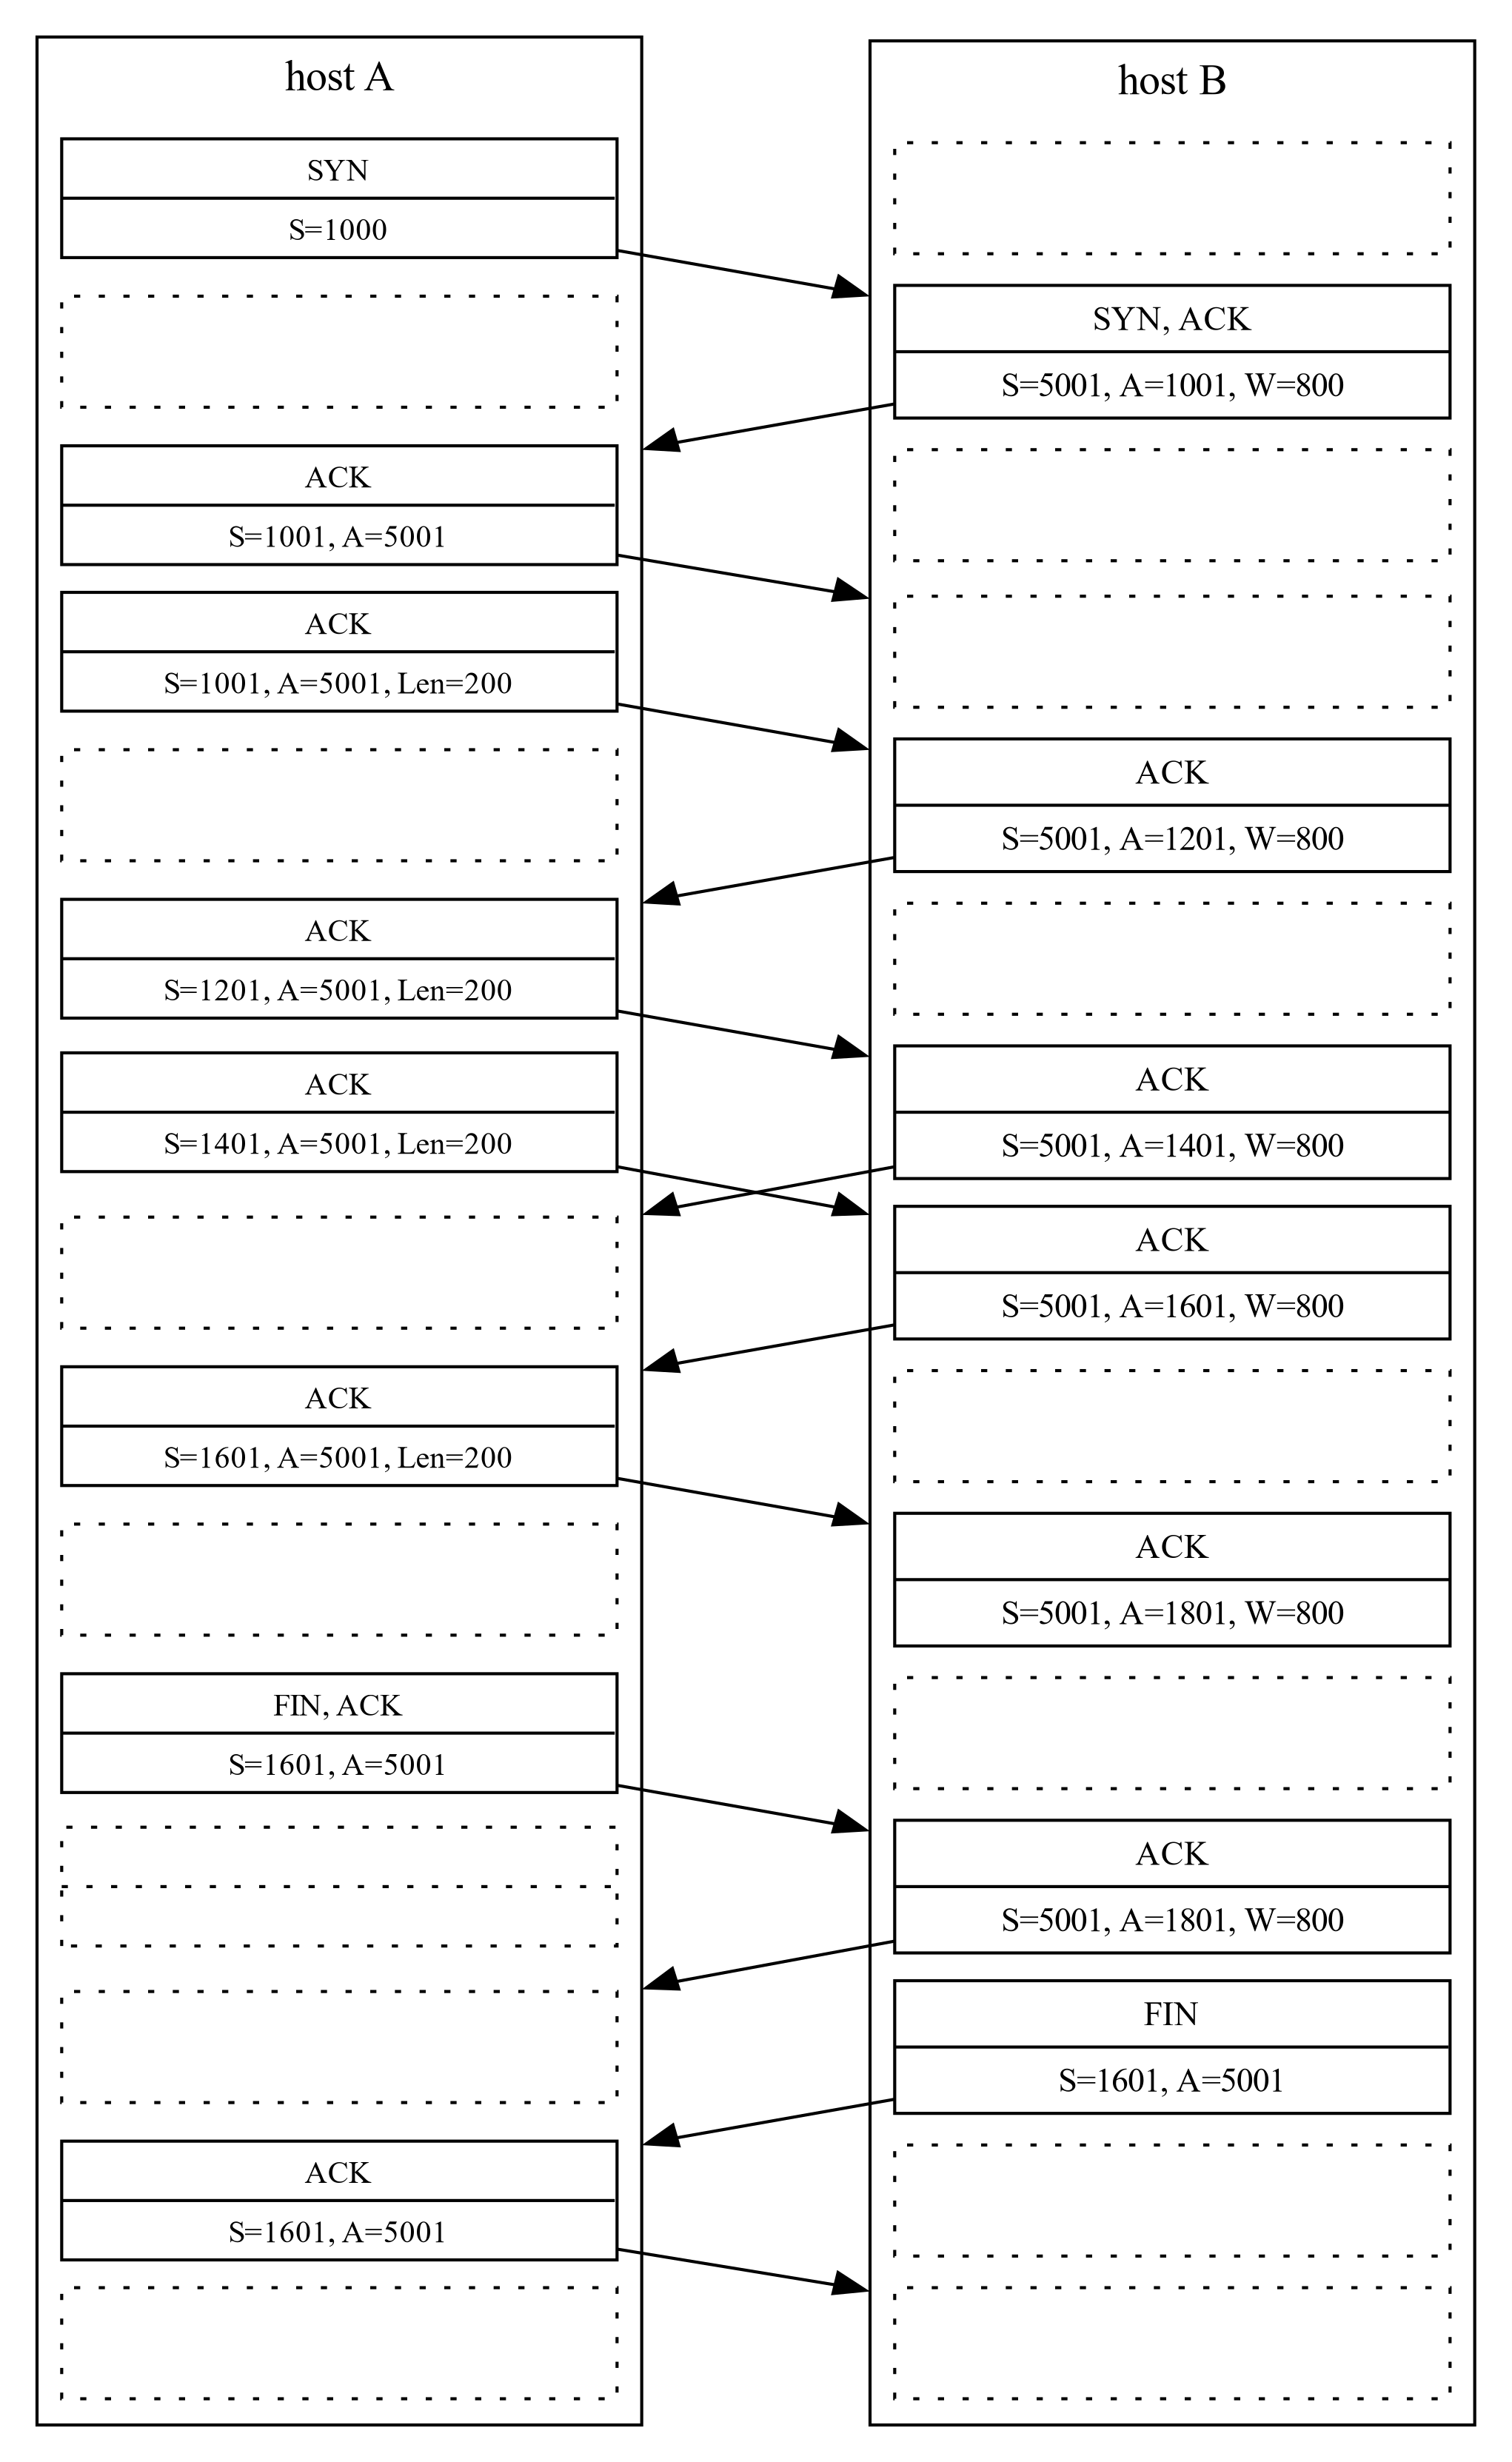 host A
host B
SYN
S=1000
SYN, ACK
S=5001, A=1001, W=800
ACK
S=1001, A=5001
ACK
S=1001, A=5001, Len=200
ACK
S=5001, A=1201, W=800
ACK
S=1201, A=5001, Len=200
ACK
S=1401, A=5001, Len=200
ACK
S=5001, A=1401, W=800
ACK
S=5001, A=1601, W=800
ACK
S=1601, A=5001, Len=200
ACK
S=5001, A=1801, W=800
FIN, ACK
S=1601, A=5001
ACK
S=5001, A=1801, W=800
FIN
S=1601, A=5001
ACK
S=1601, A=5001